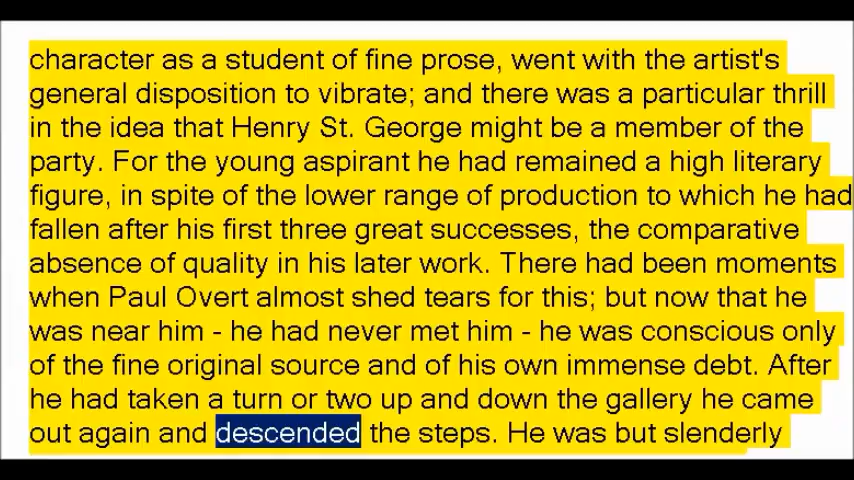 character as a student of fine prose, went with the artist's
general disposition to vibrate; and there was a particular thrill
in the idea that Henry St. George might be a member of the
party. For the young aspirant he had remained a high literary
figure, in spite of the lower range of production to which he had
fallen after his first three great successes, the comparative
absence of quality in his later work. There had been moments
when Paul Overt almost shed tears for this; but now that he
was near him - he had never met him - he was conscious only
of the fine original source and of his own immense debt. After
he had taken a turn or two up and down the gallery he came
out again and descended the steps. He was but slenderly